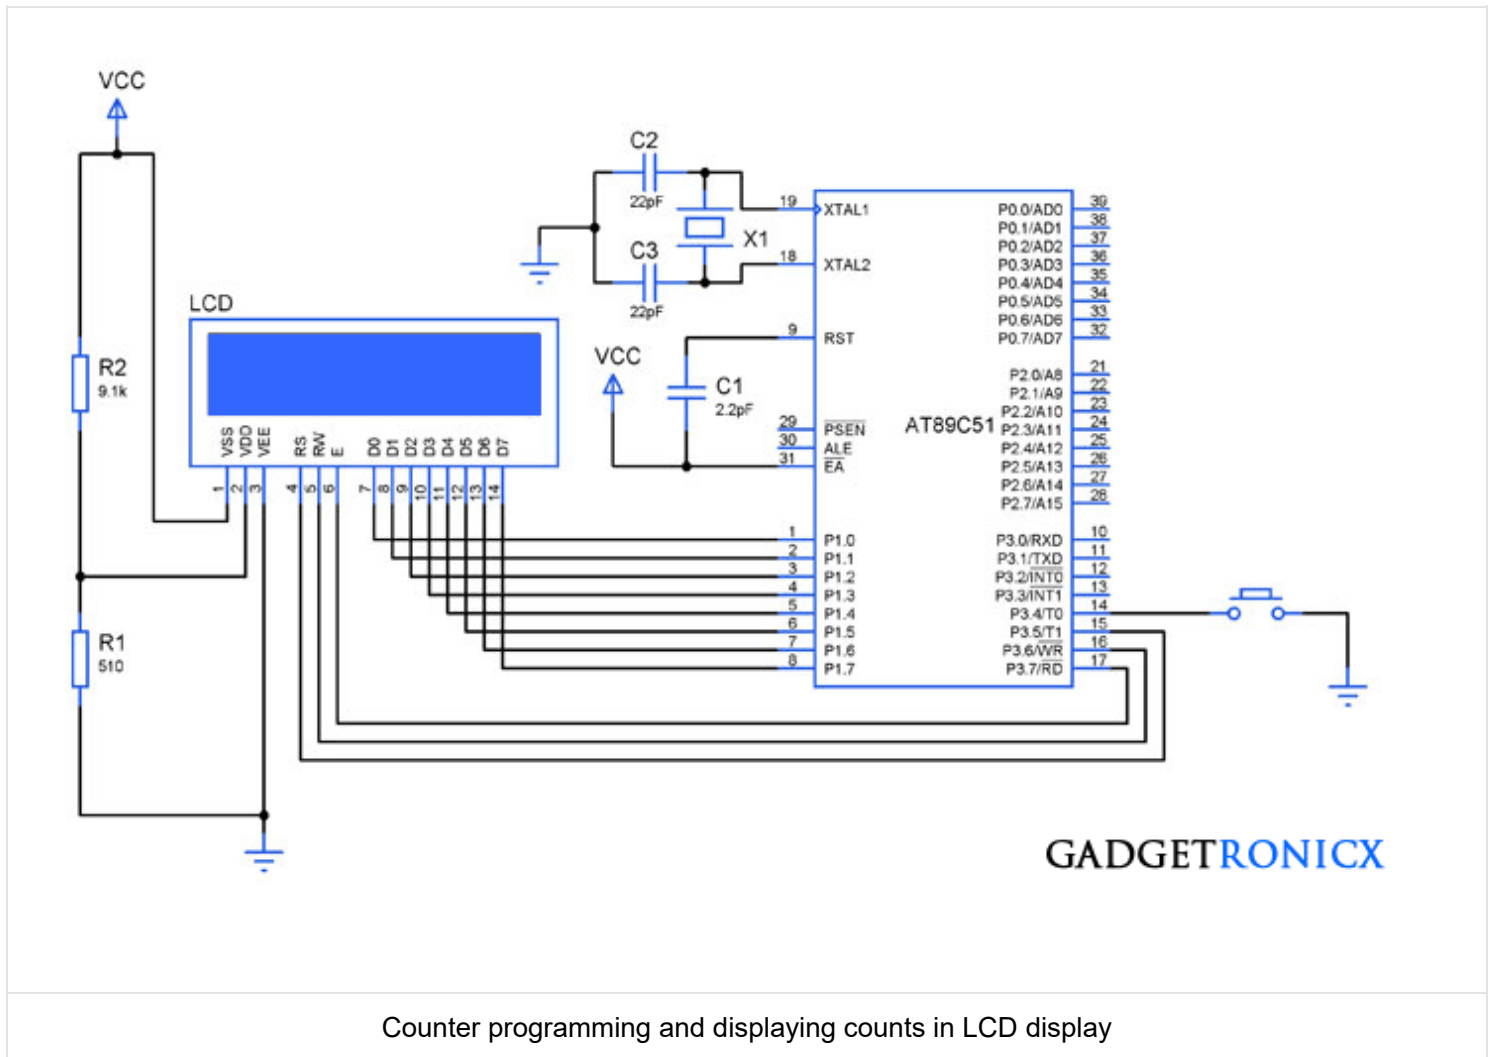 VCC
C2
22pF
X1
C3
22pF
LCD
R2
9.1k
VSS
VDD
VEE
RS
RW
E
D0
D1
D2
D3
D4
D5
D6
D7
1
2
3
4
5
6
7
8
9
10
11
12
13
14
R1
510
VCC
C1
2.2pF
19 XTAL1
18 XTAL2
9 RST
29 PSEN
30 ALE
31 EA
AT89C51
1 P1.0
2 P1.1
3 P1.2
4 P1.3
5 P1.4
6 P1.5
7 P1.6
8 P1.7
P0.0/AD0 39
P0.1/AD1 38
P0.2/AD2 37
P0.3/AD3 36
P0.4/AD4 35
P0.5/AD5 34
P0.6/AD6 33
P0.7/AD7 32
P2.0/A8 21
P2.1/A9 22
P2.2/A10 23
P2.3/A11 24
P2.4/A12 25
P2.5/A13 26
P2.6/A14 27
P2.7/A15 28
P3.0/RXD 10
P3.1/TXD 11
P3.2/INT0 12
P3.3/INT1 13
P3.4/T0 14
P3.5/T1 15
P3.6/WR 16
P3.7/RD 17
GADGETRONICX
Counter programming and displaying counts in LCD display